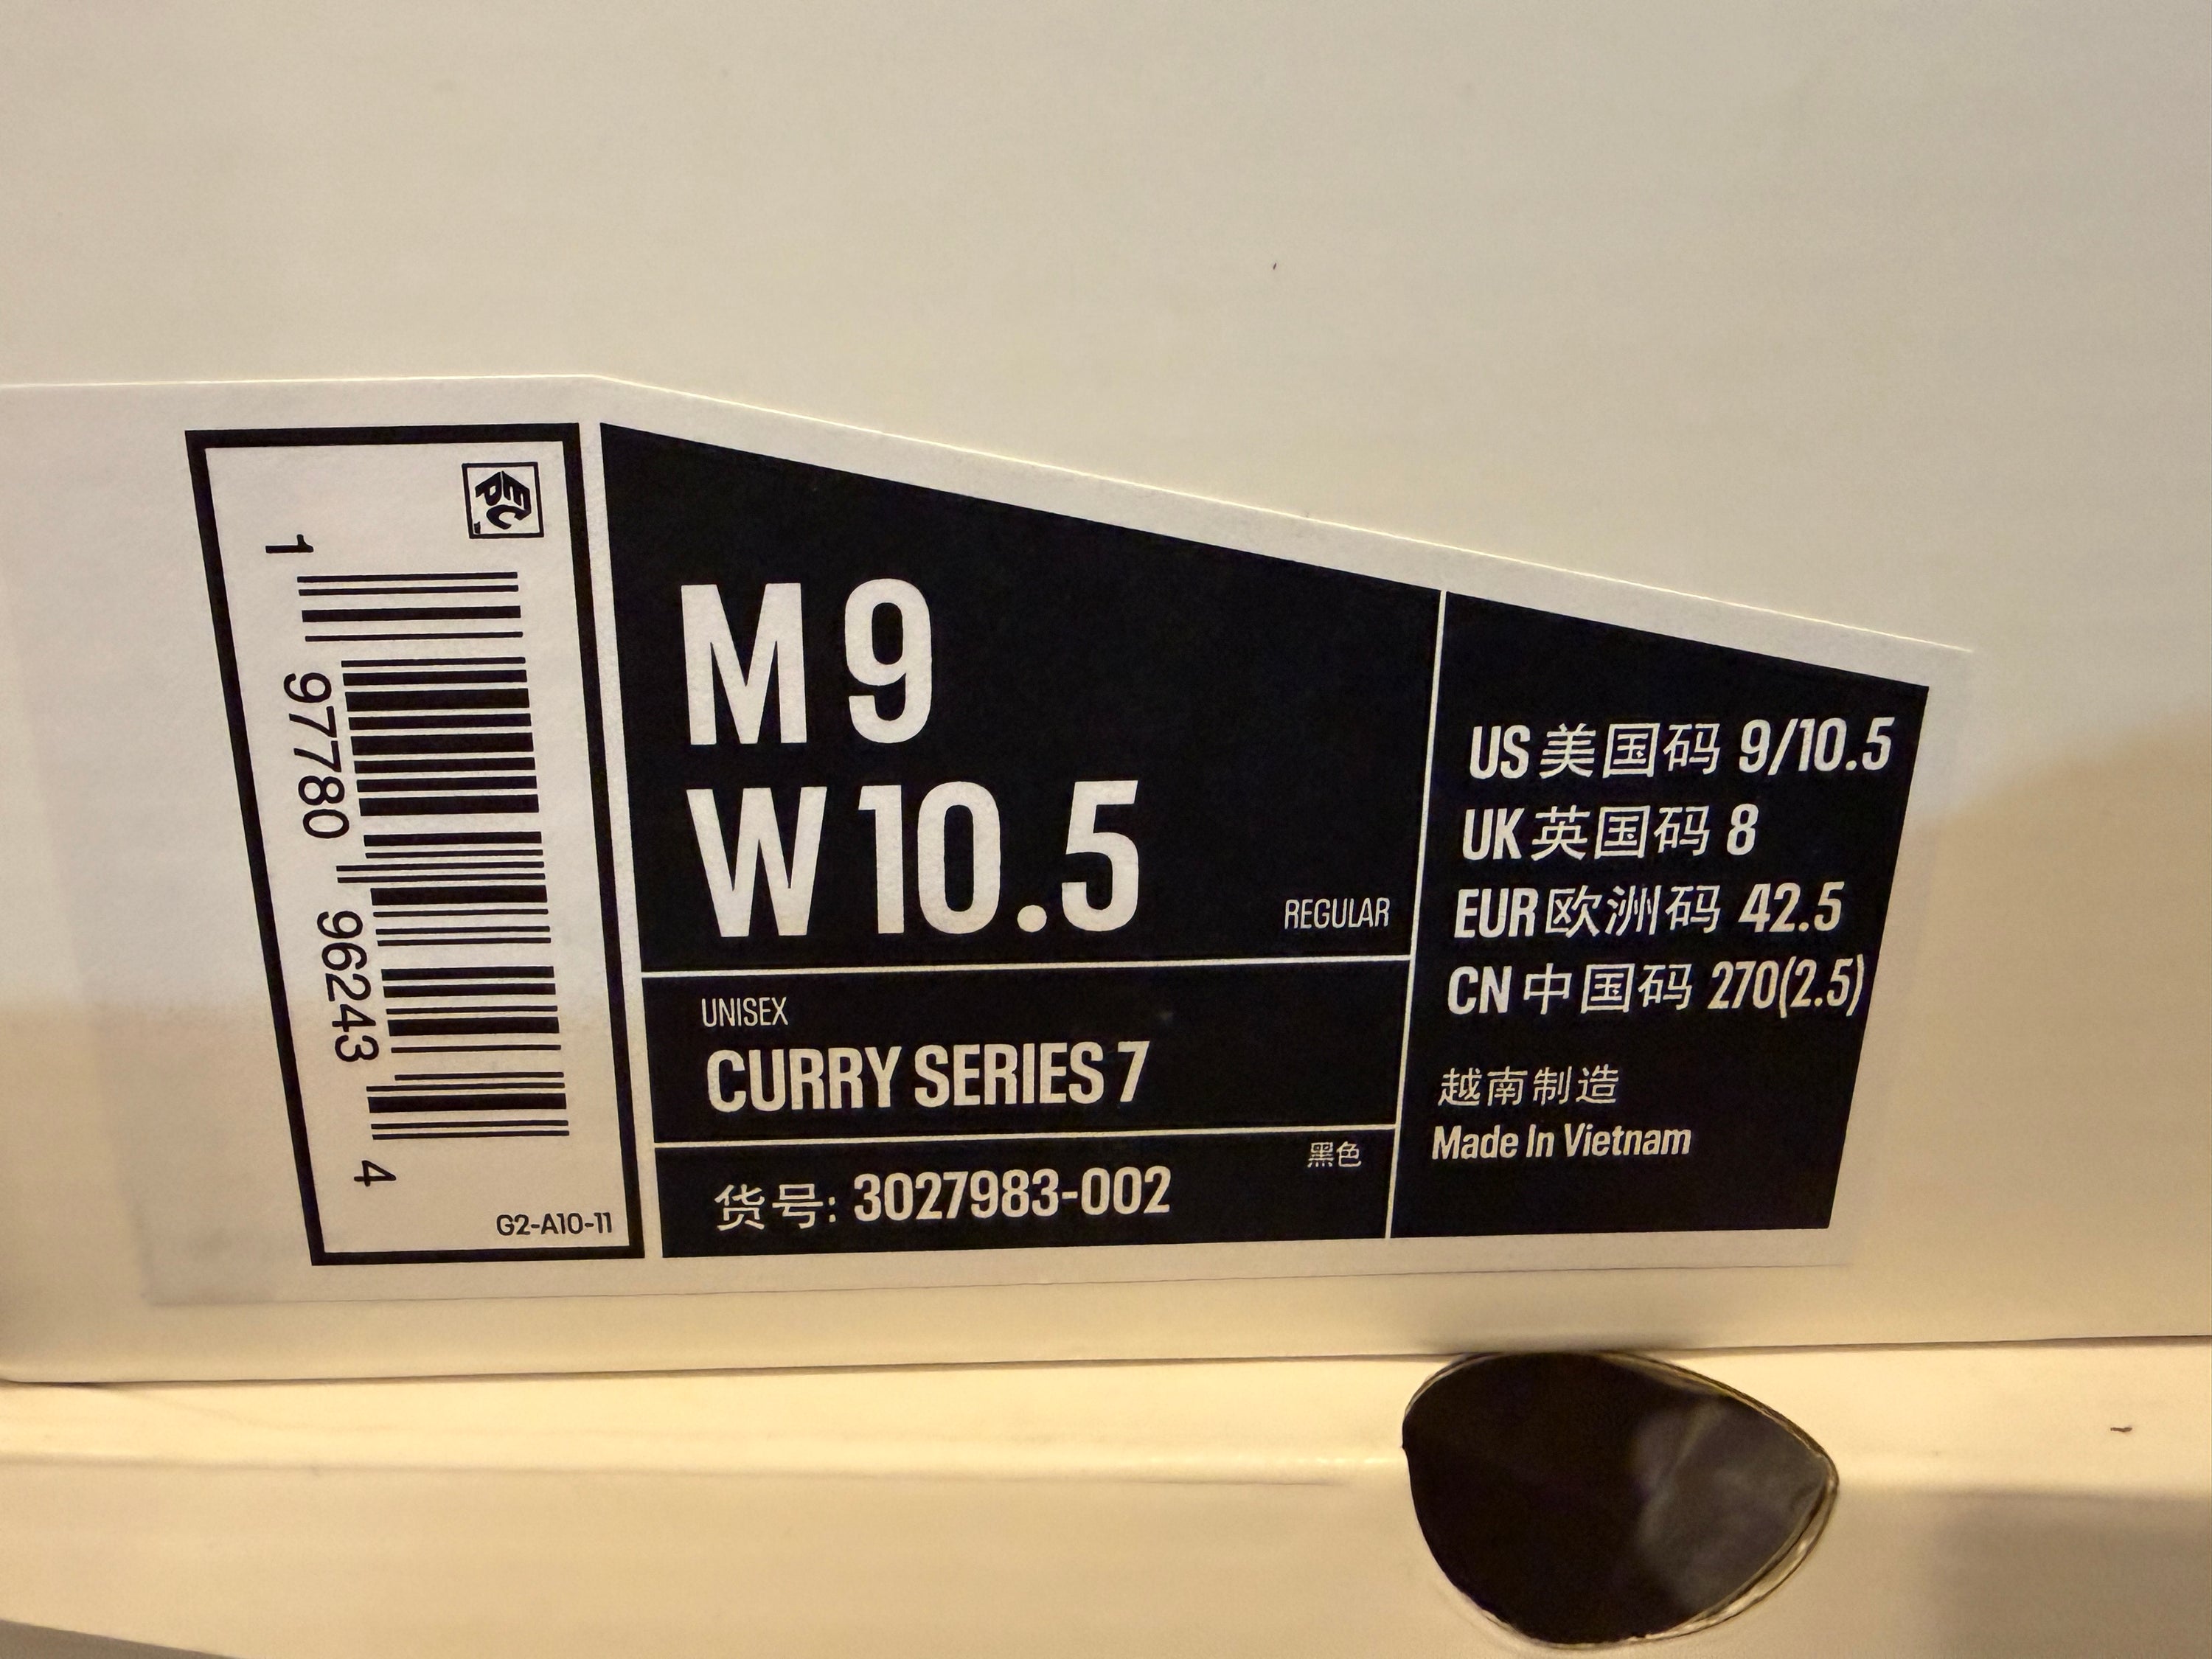 EPC
1 97780 96243 4
G2-A10-11
M 9
W 10.5
REGULAR
UNISEX
CURRY SERIES 7
黑色
货号: 3027983-002
US 美国码 9/10.5
UK 英国码 8
EUR 欧洲码 42.5
CN 中国码 270(2.5)
越南制造
Made In Vietnam